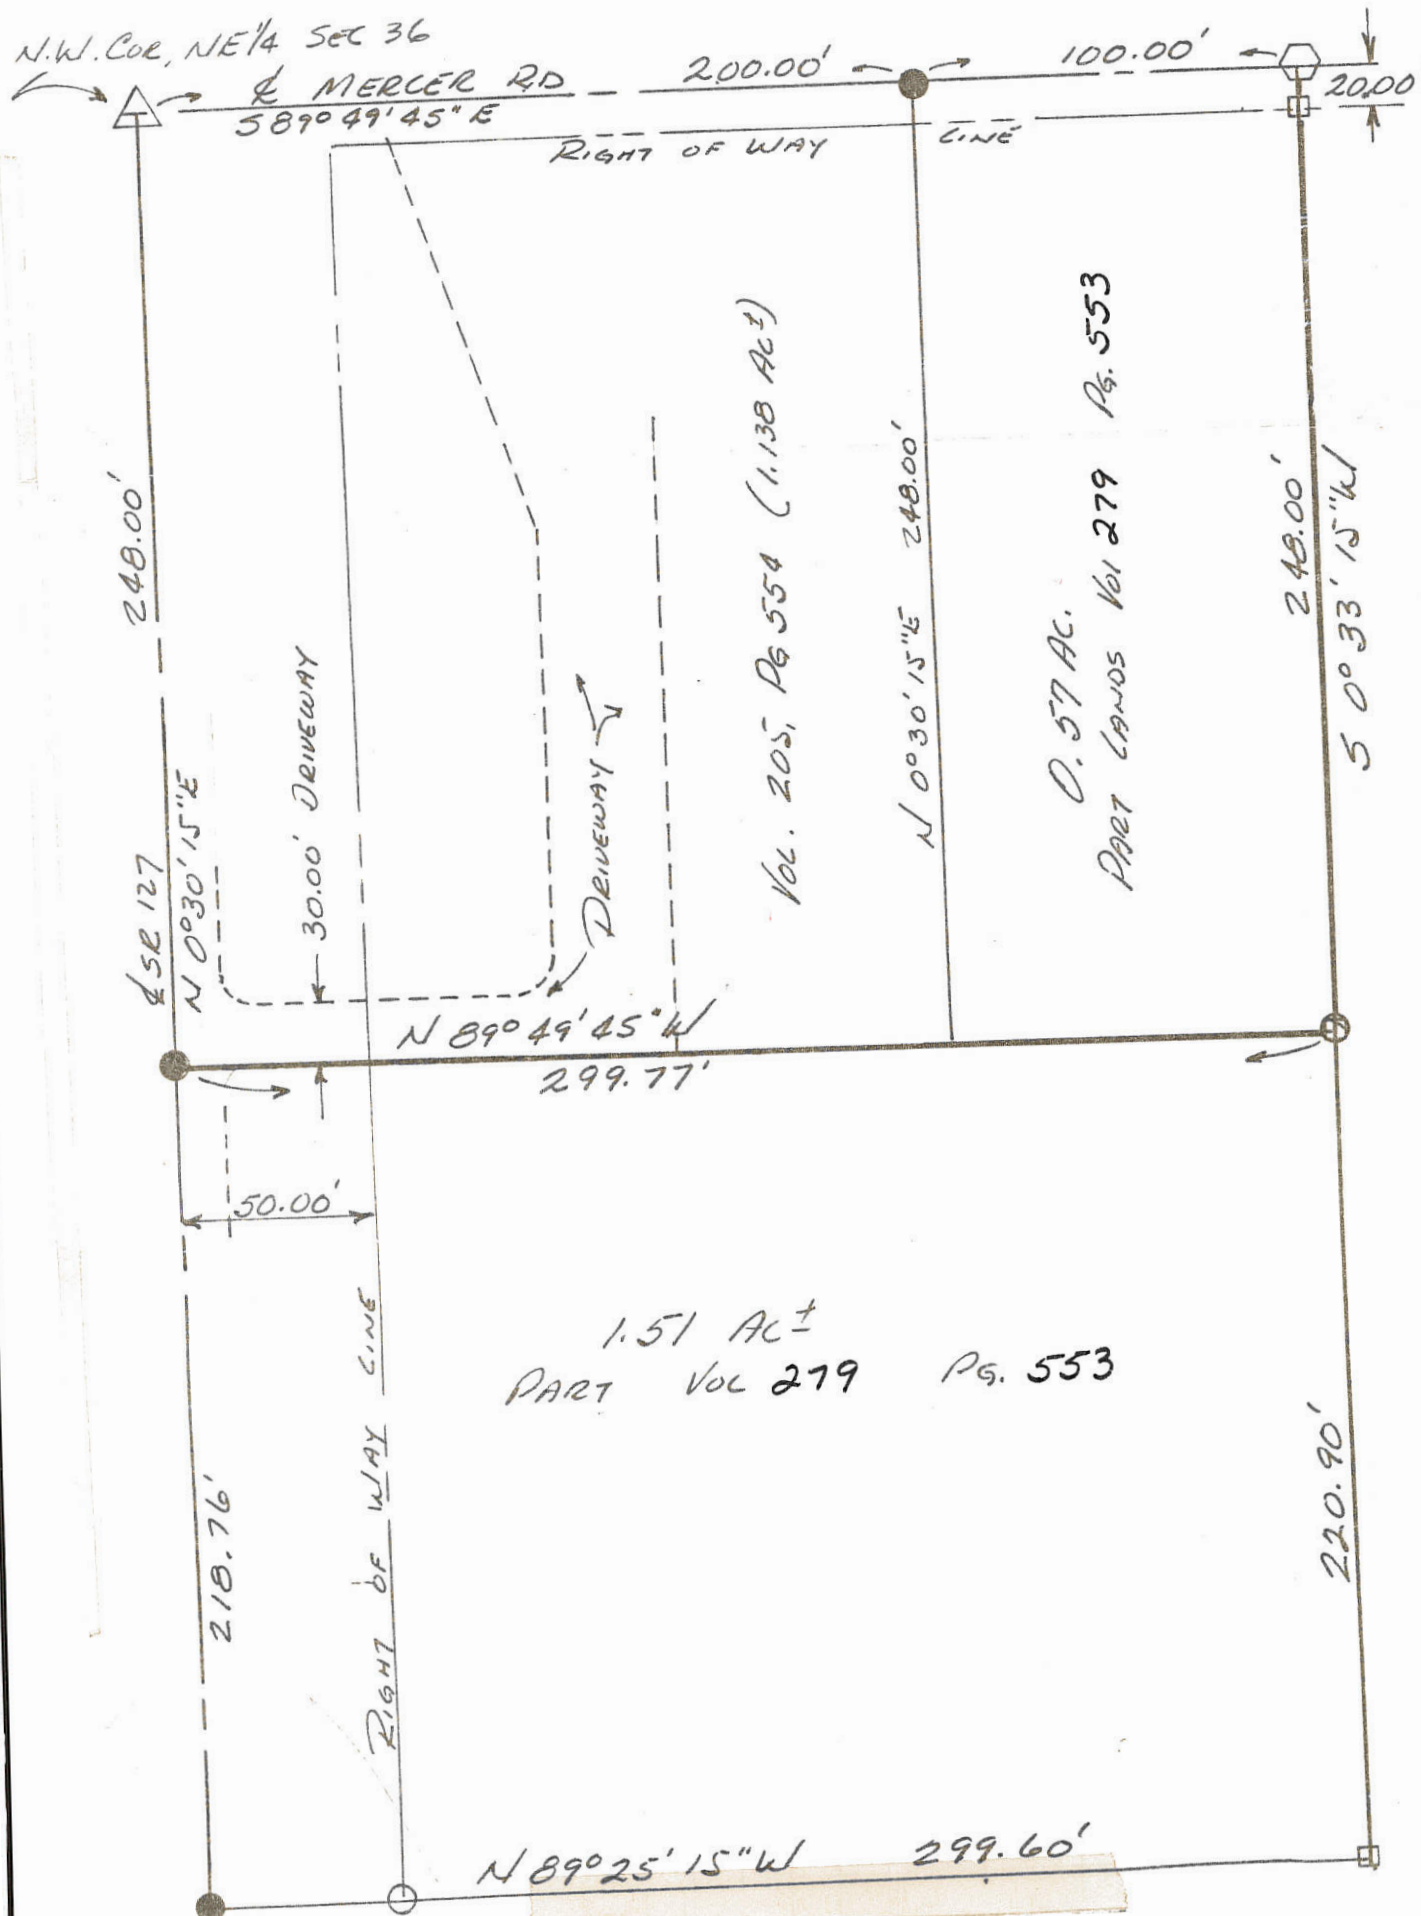 N.W. COR, NE 1/4 SEC 36
℄ MERCER RD
200.00'
100.00'
20.00
S 89° 49' 45" E
RIGHT OF WAY LINE
248.00'
℄ SR 127
N 0° 30' 15" E
30.00' DRIVEWAY
DRIVEWAY
VOL. 205, PG 554 (1.138 AC±)
N 0° 30' 15" E 248.00'
0.57 AC.
PART LANDS VOL 279 PG. 553
248.00'
S 0° 33' 15" W
N 89° 49' 45" W
299.77'
50.00'
RIGHT OF WAY LINE
218.76'
1.51 AC±
PART VOL 279 PG. 553
220.90'
N 89° 25' 15" W 299.60'